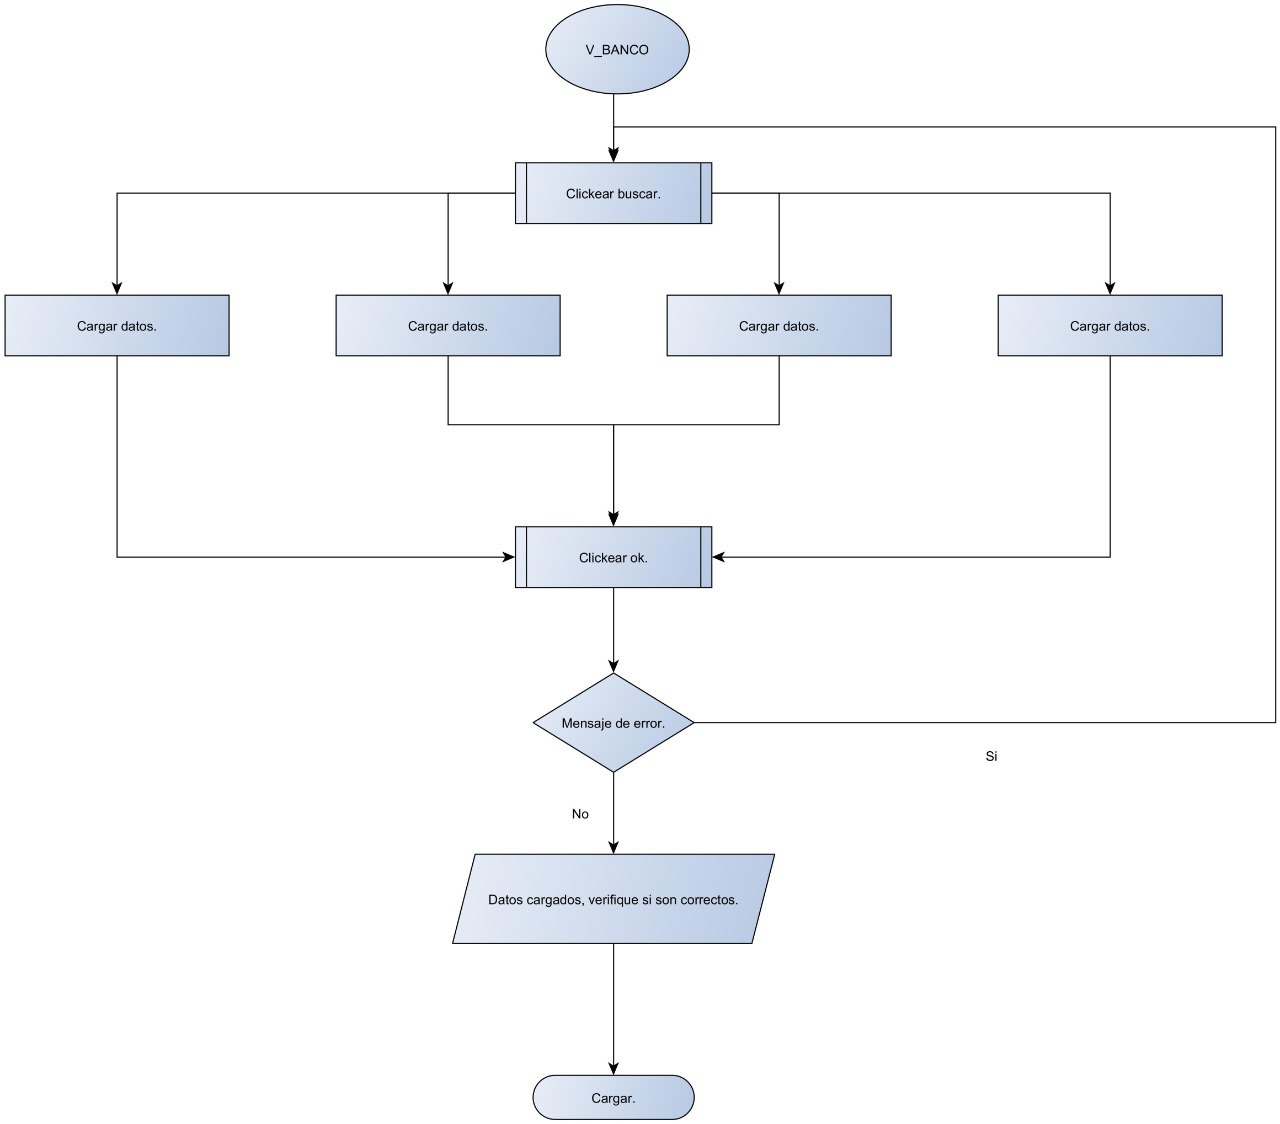 V_BANCO
Clickear buscar.
Cargar datos.
Cargar datos.
Cargar datos.
Cargar datos.
Clickear ok.
Mensaje de error.
Si
No
Datos cargados, verifique si son correctos.
Cargar.